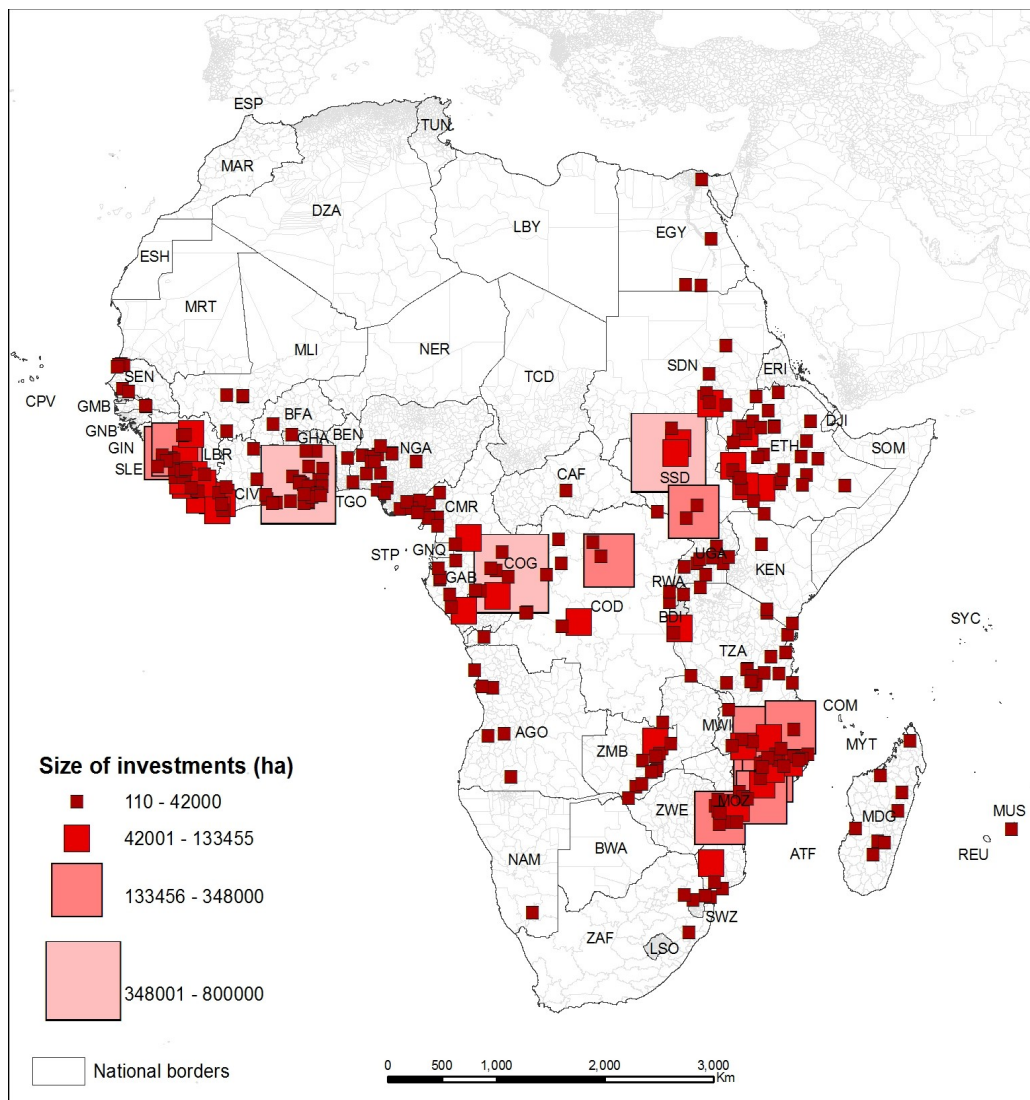 ESP
TUN
MAR
DZA
LBY
EGY
ESH
MRT
MLI
NER
TCD
SDN
ERI
CPV
SEN
GMB
BFA
BEN
NGA
DJI
GNB
GIN
GHA
ETH
SOM
SLE
LBR
CAF
SSD
CIV
TGO
CMR
STP
GNQ
COG
UGA
KEN
GAB
RWA
COD
BDI
SYC
TZA
COM
AGO
MWI
MYT
ZMB
MOZ
ZWE
MDG
MUS
NAM
BWA
ATF
REU
SWZ
ZAF
LSO
Size of investments (ha)
110 - 42000
42001 - 133455
133456 - 348000
348001 - 800000
National borders
0 500 1,000 2,000 3,000
Km